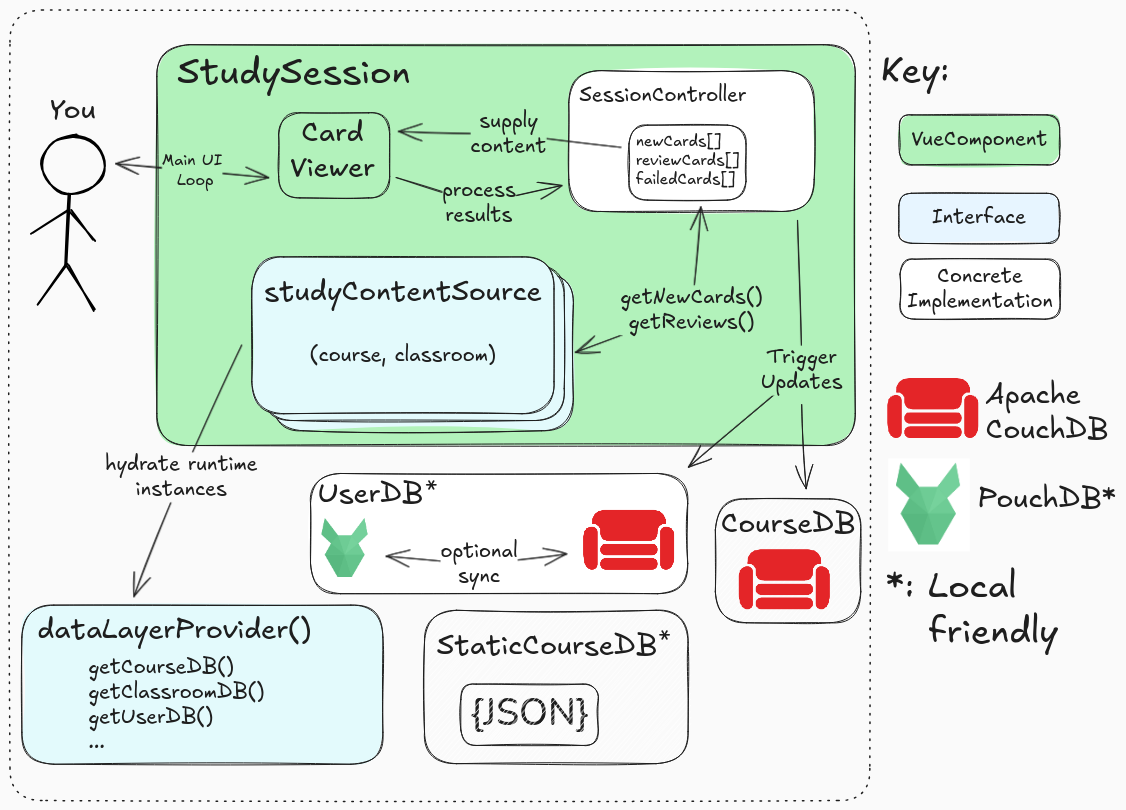 StudySession
Key:
You
SessionController
Card
Viewer
supply
content
newCards[]
reviewCards[]
failedCards[]
VueComponent
Main UI
Loop
process
results
Interface
studyContentSource
(course, classroom)
getNewCards()
getReviews()
Concrete
Implementation
Trigger
Updates
Apache
CouchDB
hydrate runtime
instances
UserDB*
optional
sync
CourseDB
PouchDB*
*: Local
friendly
dataLayerProvider()
getCourseDB()
getClassroomDB()
getUserDB()
...
StaticCourseDB*
{JSON}